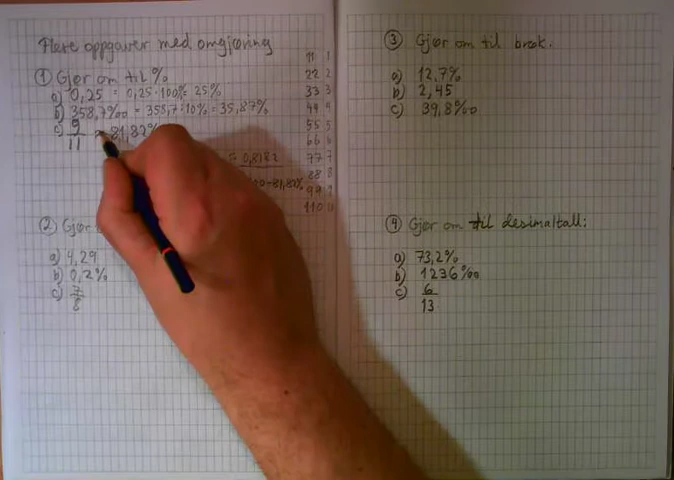 Flere oppgaver med omgjøring
① Gjør om til %
a) 0,25 = 0,25·100% = 25%
b) 358,7‰ = 358,7:10% = 35,87%
c) 9/11 ≈ 81,82%
= 0,8182
81,82%
11 1
22 2
33 3
44 4
55 5
66 6
77 7
88 8
99 9
110 10
② Gjør
a) 4,29
b) 0,2%
c) 7/8
③ Gjør om til brøk.
a) 12,7%
b) 2,45
c) 39,8‰
④ Gjør om til desimaltall:
a) 73,2%
b) 1236‰
c) 6/13